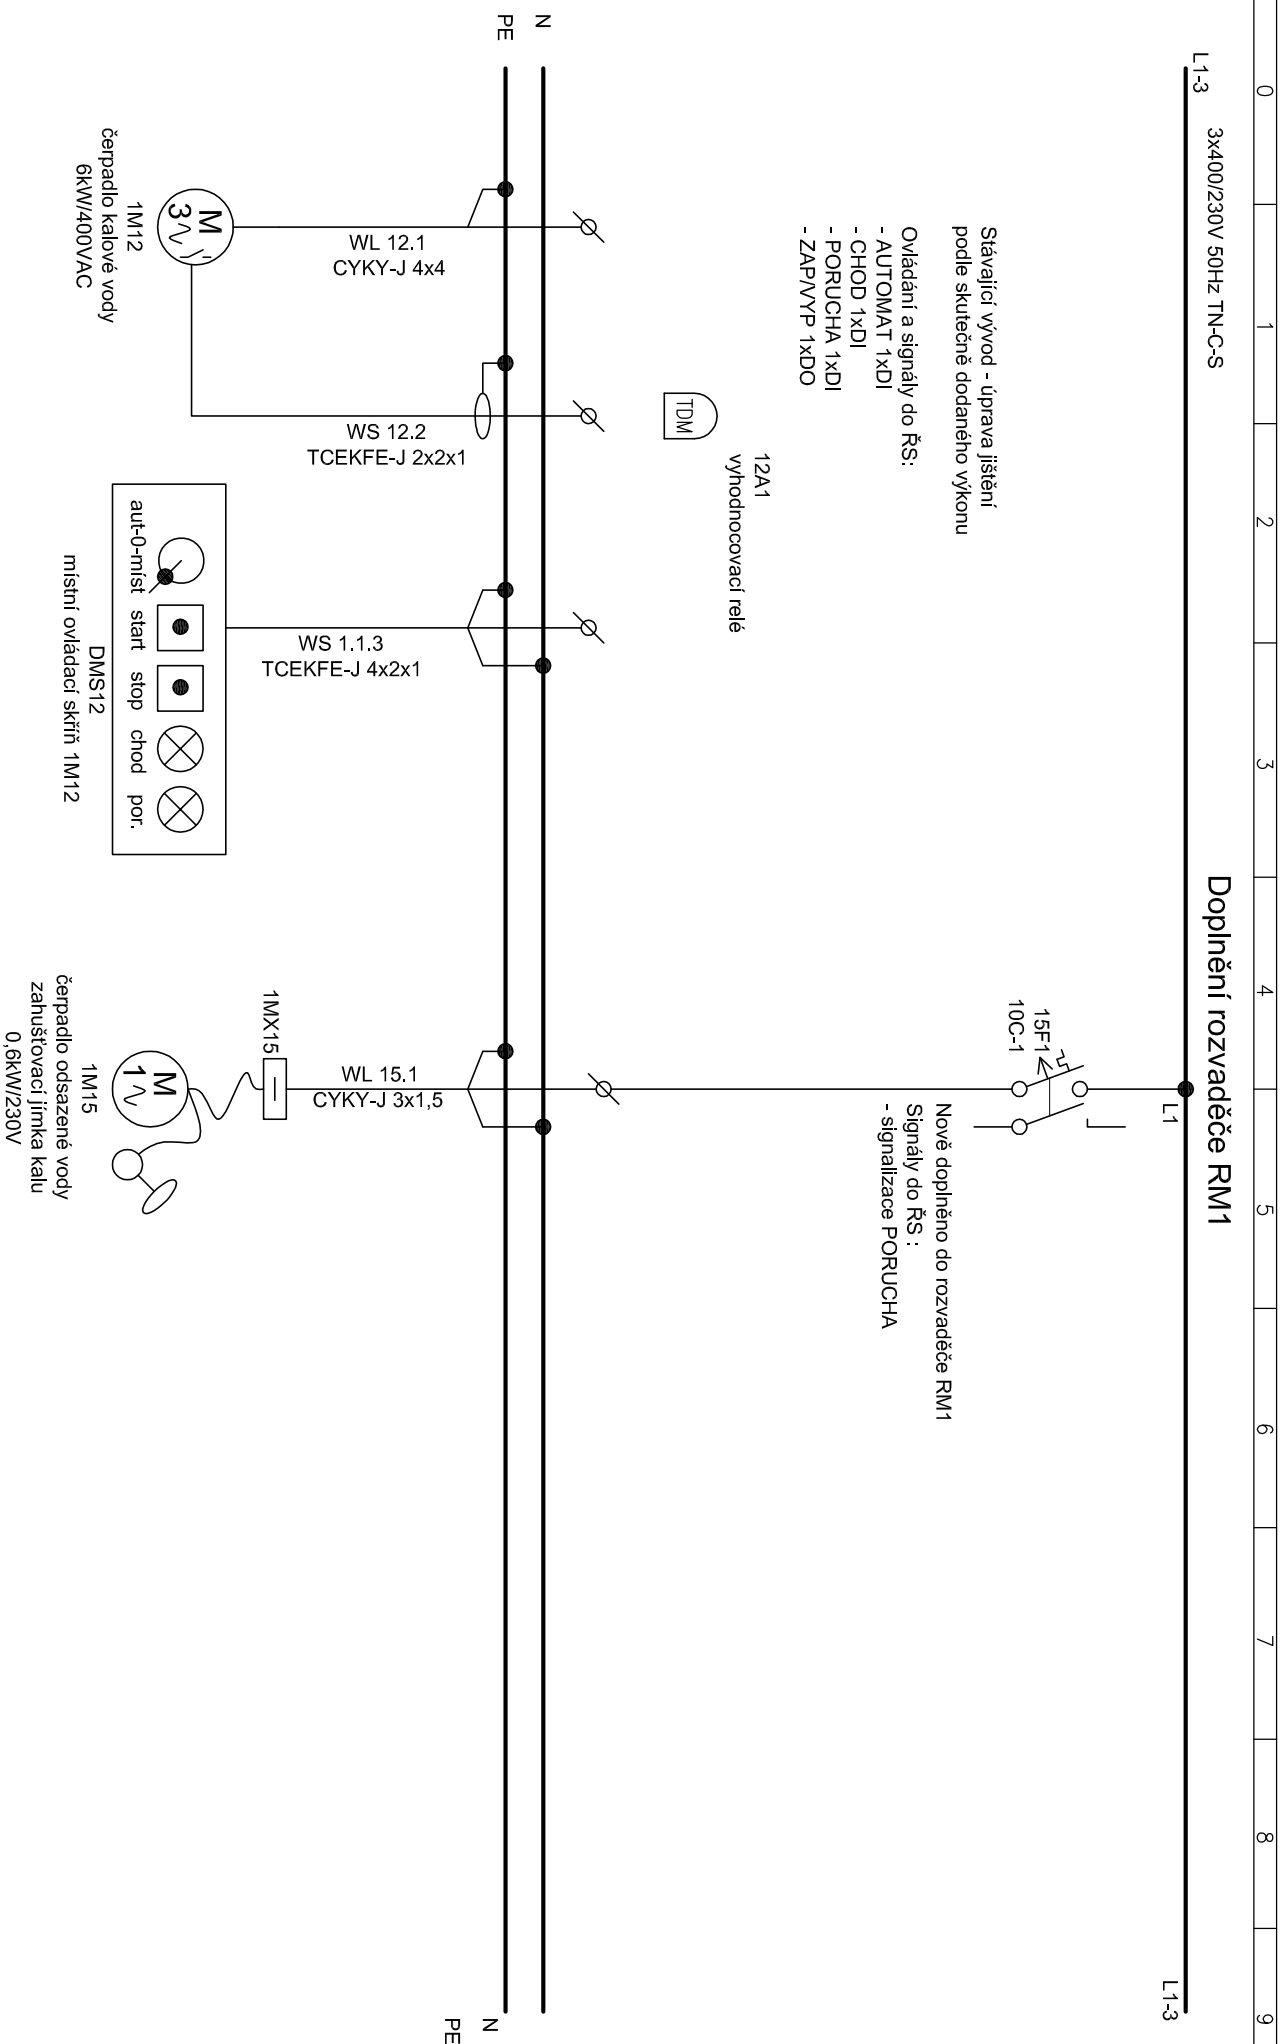 0 1 2 3 4 5 6 7 8 9
Doplnění rozvaděče RM1
L1-3
3x400/230V 50Hz TN-C-S
L1-3
L1
Stávající vývod - úprava jištění
podle skutečně dodaného výkonu
Ovládání a signály do ŘS:
- AUTOMAT 1xDI
- CHOD 1xDI
- PORUCHA 1xDI
- ZAP/VYP 1xDO
15F1
10C-1
Nově doplněno do rozvaděče RM1
Signály do ŘS :
- signalizace PORUCHA
12A1
vyhodnocovací relé
TDM
N
PE
N
PE
WL 12.1
CYKY-J 4x4
WS 12.2
TCEKFE-J 2x2x1
WS 1.1.3
TCEKFE-J 4x2x1
WL 15.1
CYKY-J 3x1,5
1MX15
M
3
1M12
čerpadlo kalové vody
6kW/400VAC
aut-0-míst start stop chod por.
DMS12
místní ovládací skříň 1M12
M
1
1M15
čerpadlo odsazené vody
zahušťovací jímka kalu
0,6kW/230V